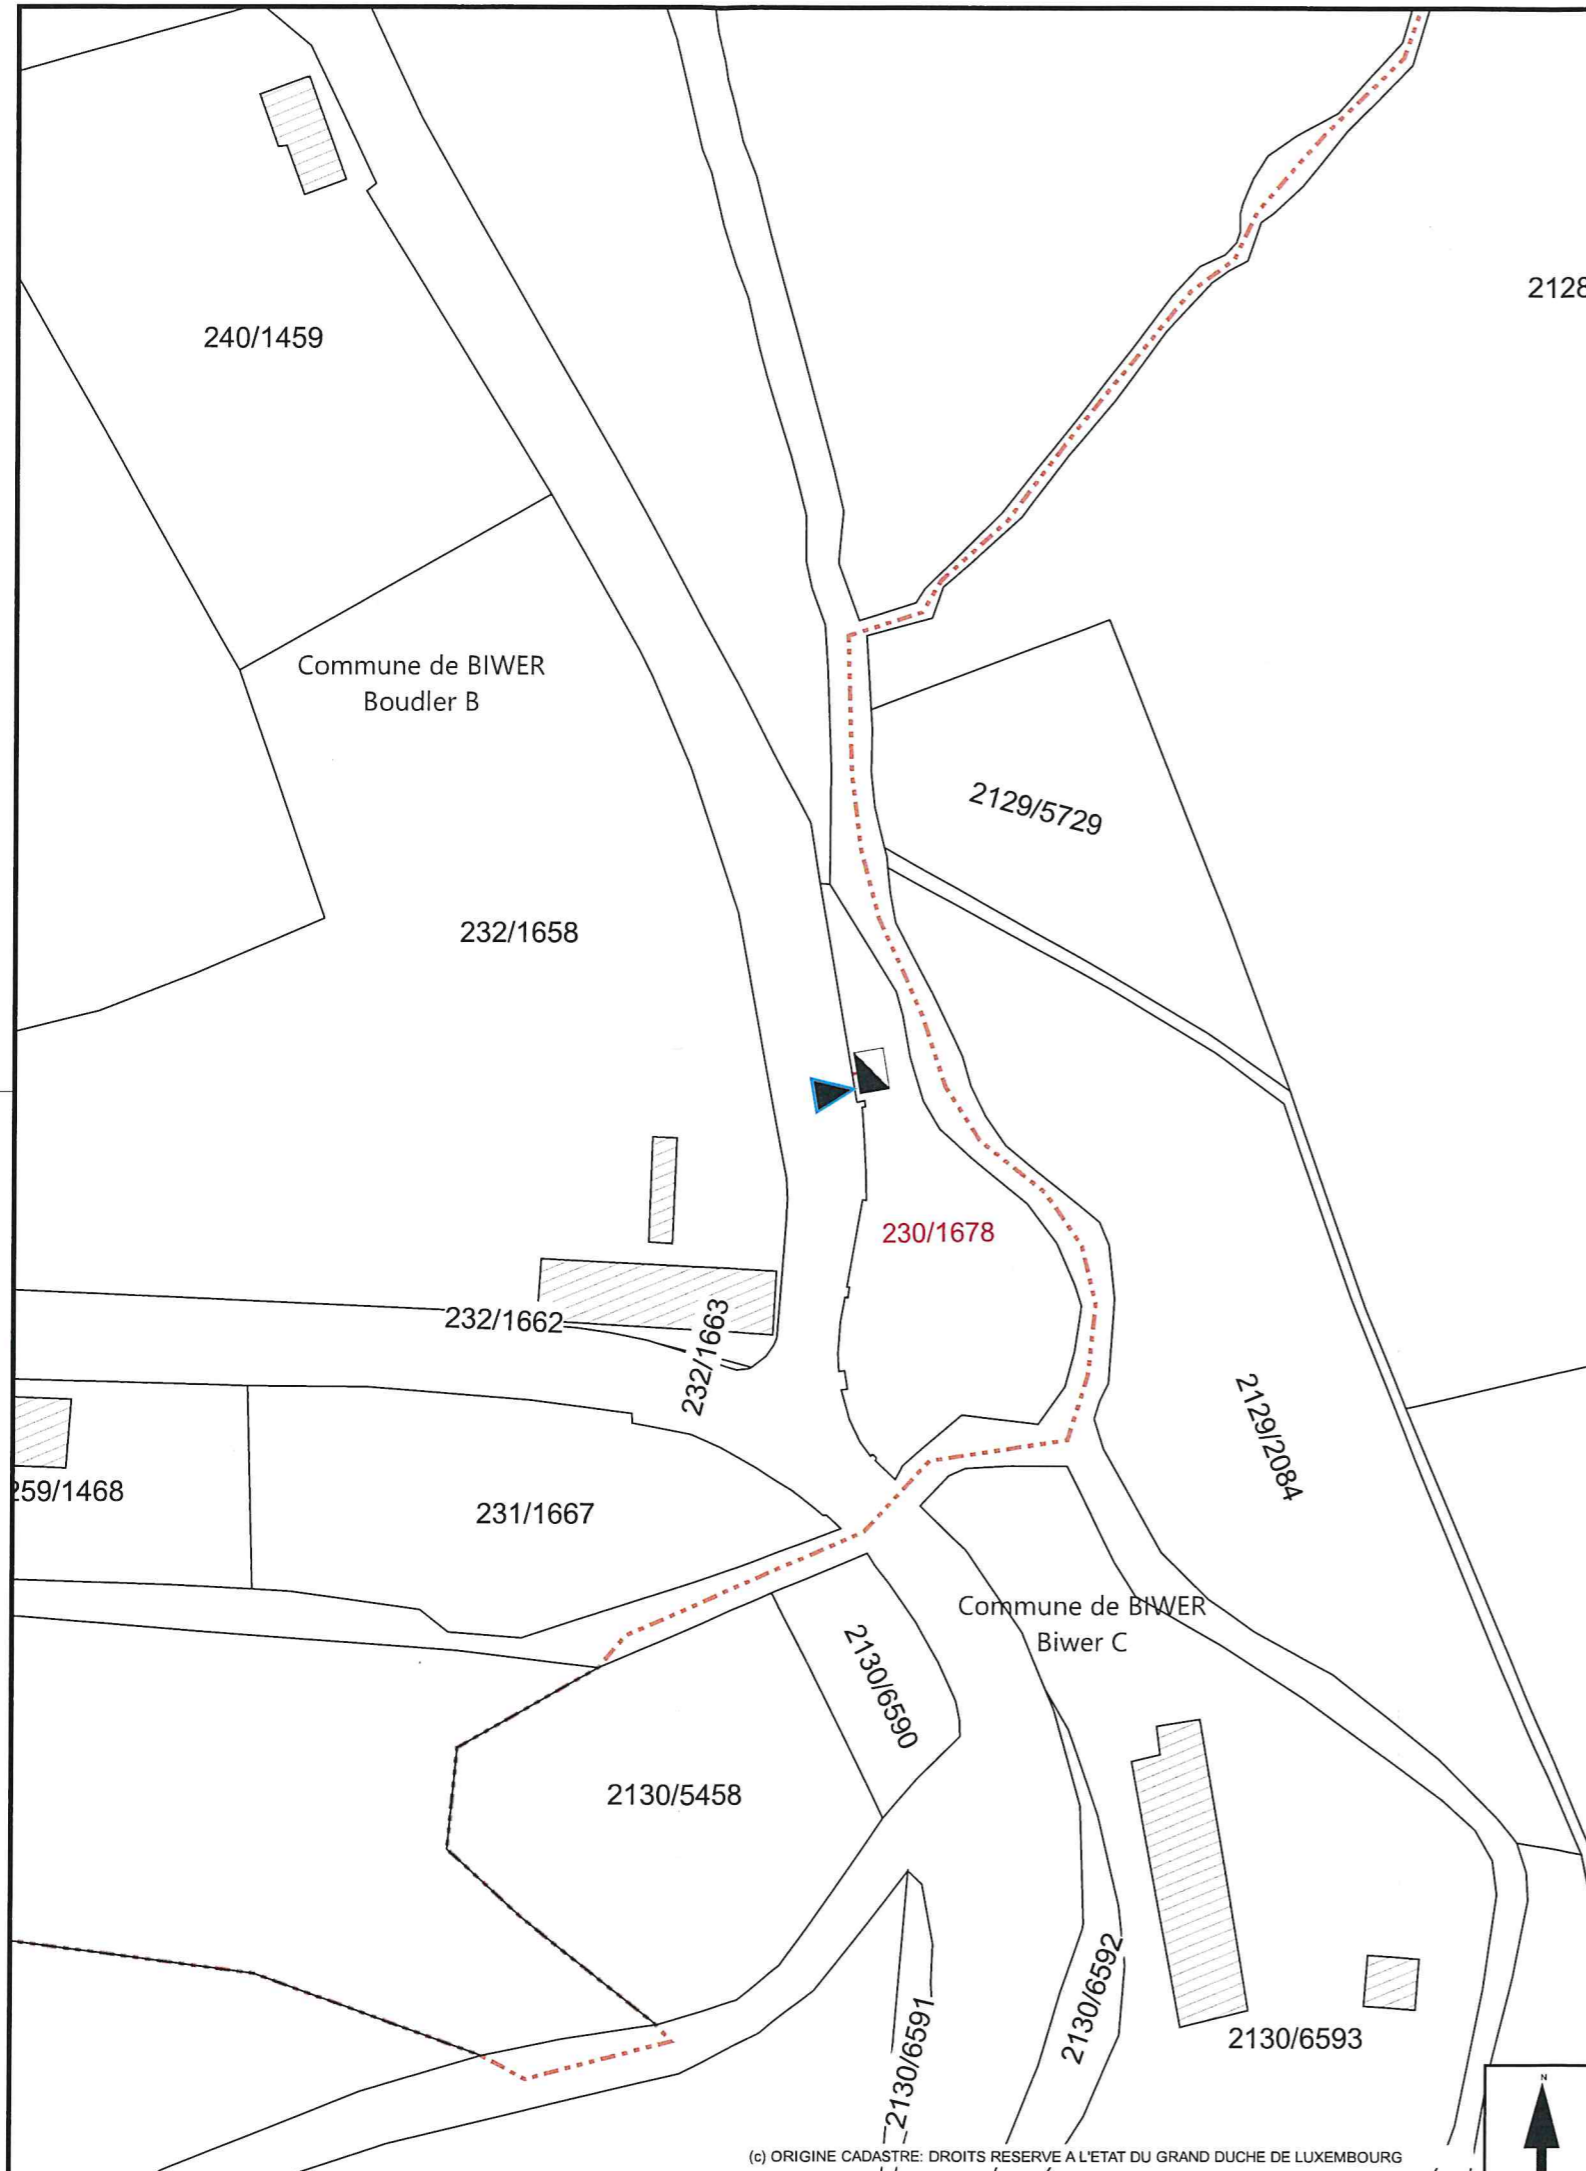 2128
240/1459
Commune de BIWER
Boudler B
2129/5729
232/1658
230/1678
232/1662
232/1663
2129/2084
259/1468
231/1667
Commune de BIWER
Biwer C
2130/6590
2130/5458
2130/6592
2130/6591
2130/6593
N
(c) ORIGINE CADASTRE: DROITS RESERVE A L'ETAT DU GRAND DUCHE DE LUXEMBOURG